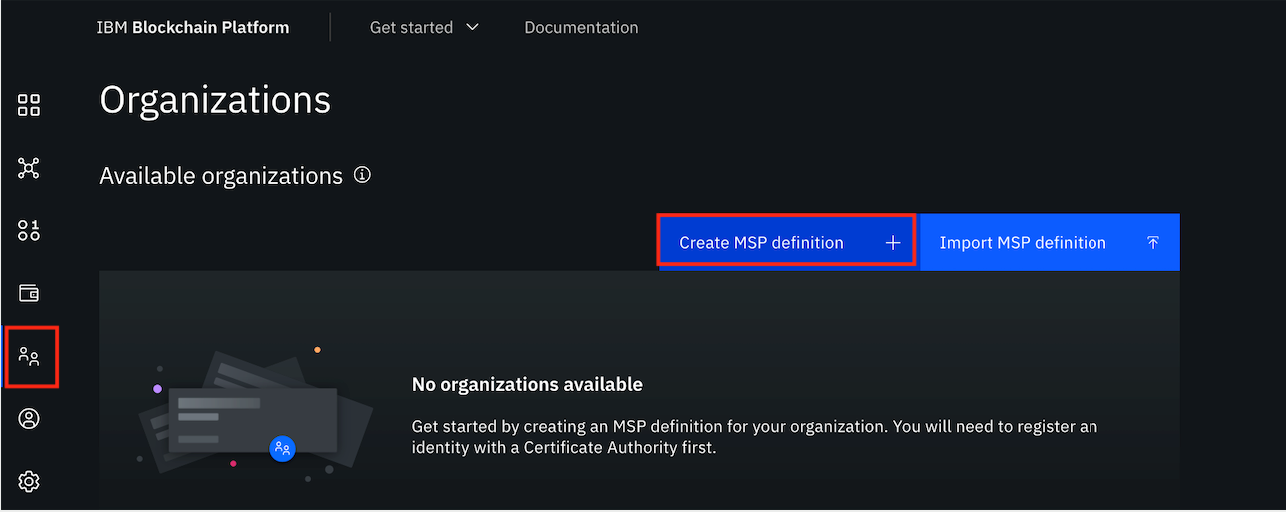 IBM Blockchain Platform Get started Documentation
Organizations
Available organizations
Create MSP definition Import MSP definition
No organizations available
Get started by creating an MSP definition for your organization. You will need to register an
identity with a Certificate Authority first.